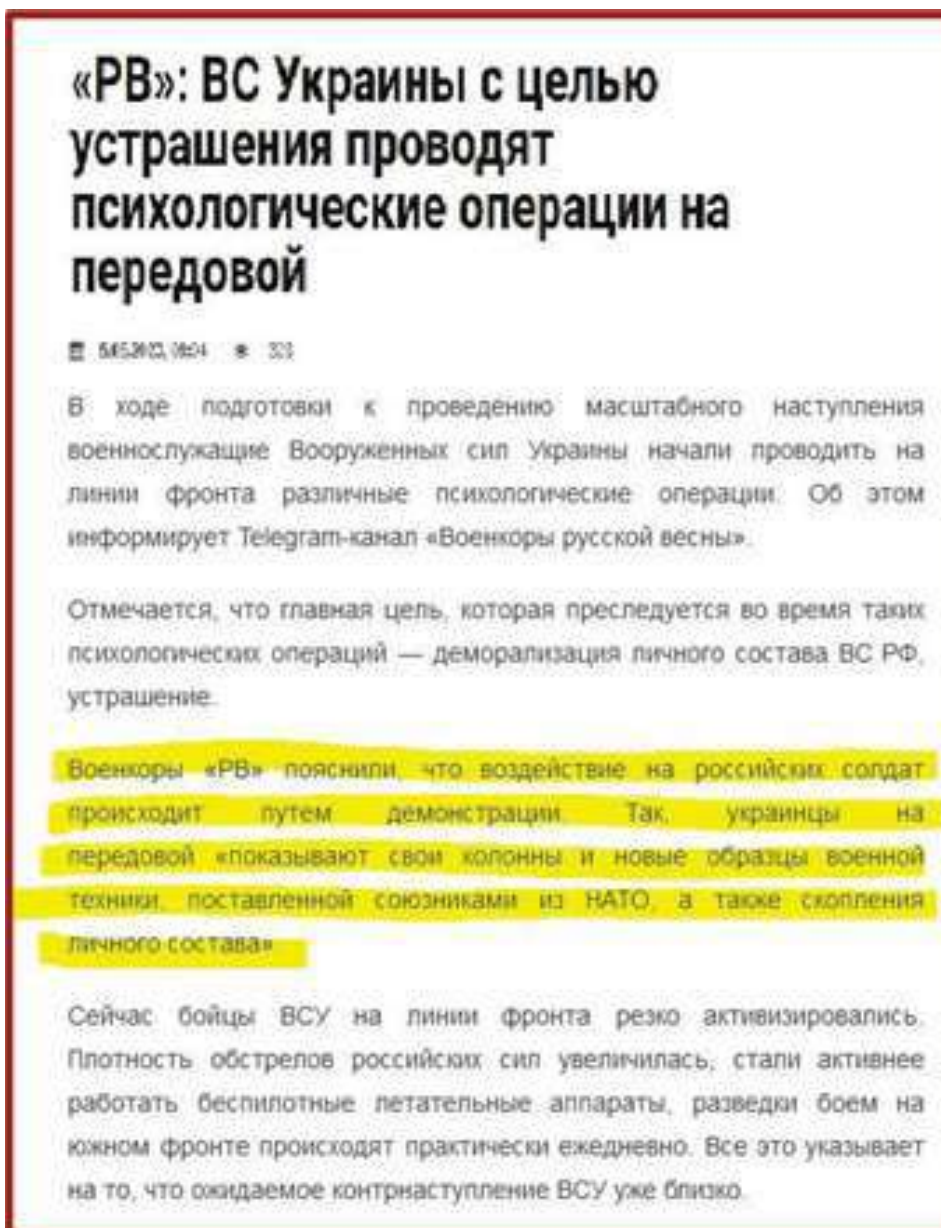 «РВ»: ВС Украины с целью
устрашения проводят
психологические операции на
передовой
В ходе подготовки к проведению масштабного наступления
военнослужащие Вооруженных сил Украины начали проводить на
линии фронта различные психологические операции. Об этом
информирует Telegram-канал «Военкоры русской весны».
Отмечается, что главная цель, которая преследуется во время таких
психологических операций — деморализация личного состава ВС РФ,
устрашение.
Военкоры «РВ» пояснили, что воздействие на российских солдат
происходит путем демонстрации. Так, украинцы на
передовой «показывают свои колонны и новые образцы военной
техники, поставленной союзниками из НАТО, а также скопления
личного состава»
Сейчас бойцы ВСУ на линии фронта резко активизировались.
Плотность обстрелов российских сил увеличилась, стали активнее
работать беспилотные летательные аппараты, разведки боем на
южном фронте происходят практически ежедневно. Все это указывает
на то, что ожидаемое контрнаступление ВСУ уже близко.